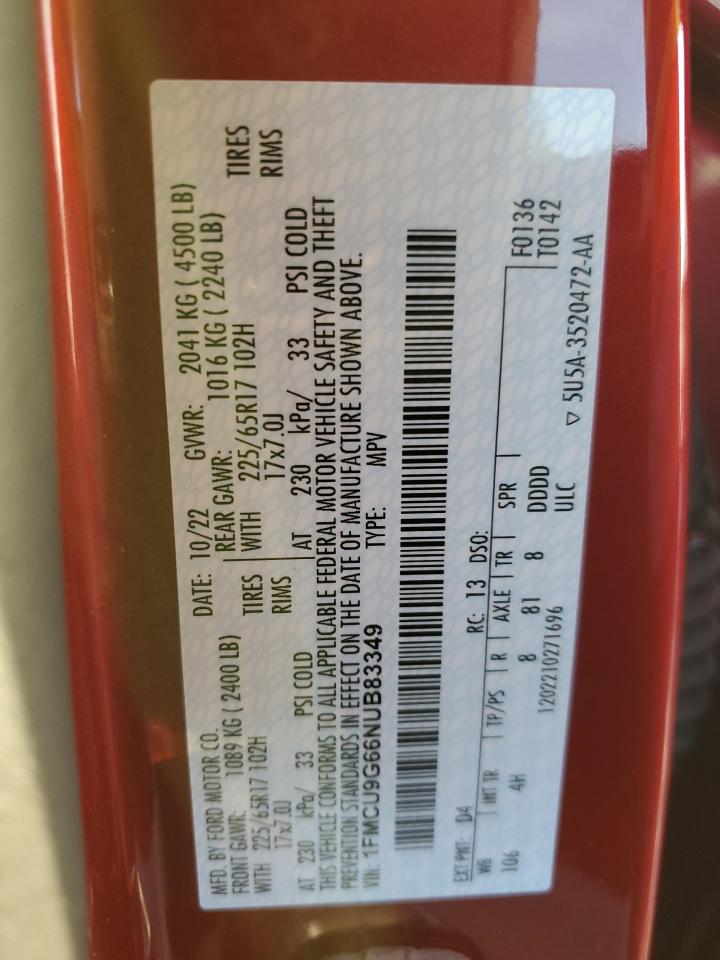 MFD. BY FORD MOTOR CO. DATE: 10/22 GVWR: 2041 KG ( 4500 LB)
FRONT GAWR: 1089 KG ( 2400 LB) REAR GAWR: 1016 KG ( 2240 LB)
WITH 225/65R17 102H TIRES WITH 225/65R17 102H TIRES
17x7.0J RIMS 17x7.0J RIMS
AT 230 kPa/ 33 PSI COLD AT 230 kPa/ 33 PSI COLD
THIS VEHICLE CONFORMS TO ALL APPLICABLE FEDERAL MOTOR VEHICLE SAFETY AND THEFT
PREVENTION STANDARDS IN EFFECT ON THE DATE OF MANUFACTURE SHOWN ABOVE.
VIN: 1FMCU9G66NUB83349 TYPE: MPV
EXT PNT: D4 RC: 13 DSO:
WB INT TR TP/PS R AXLE TR SPR F0136
106 4H 8 81 8 DDDD T0142
1202210271696 ULC
▽ 5U5A-3520472-AA